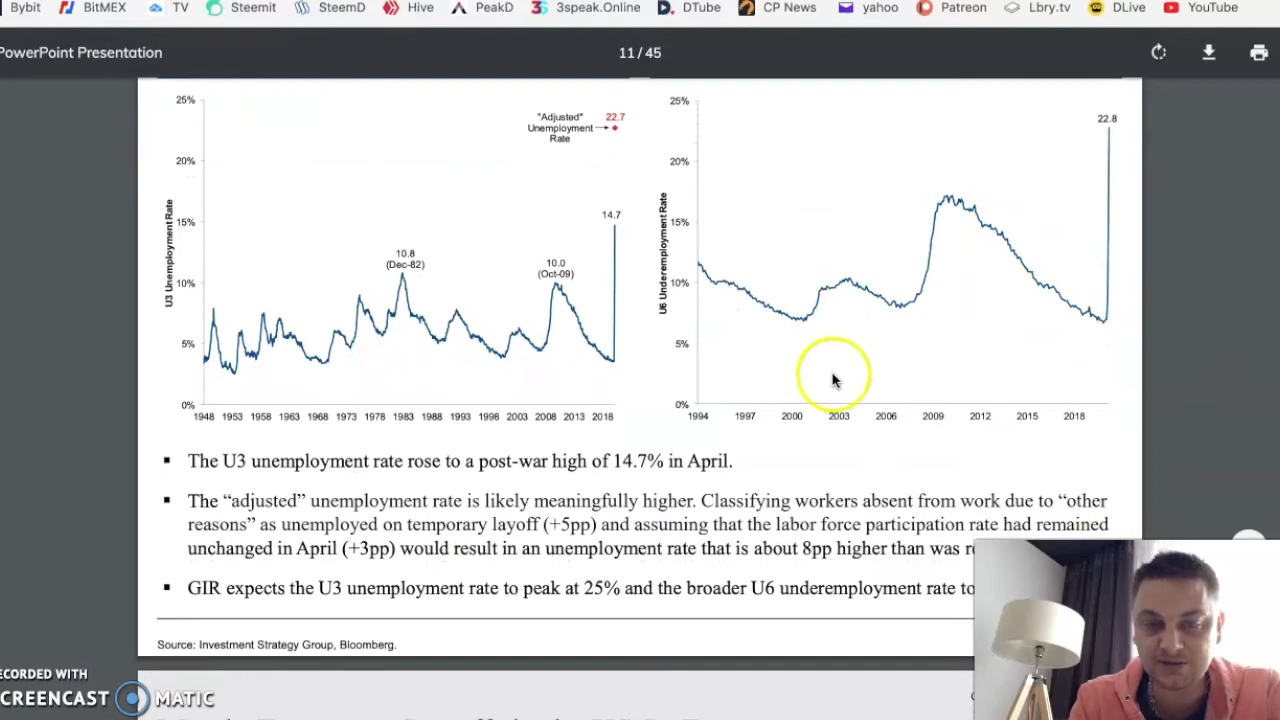 Bybit BitMEX TV Steemit SteemD Hive PeakD 3speak.Online DTube CP News yahoo Patreon Lbry.tv DLive YouTube
PowerPoint Presentation 11 / 45
25%
20%
15%
10%
5%
0%
U3 Unemployment Rate
"Adjusted" 22.7
Unemployment
Rate
14.7
10.8
(Dec-82)
10.0
(Oct-09)
1948 1953 1958 1963 1968 1973 1978 1983 1988 1993 1998 2003 2008 2013 2018
25%
20%
15%
10%
5%
0%
U6 Underemployment Rate
22.8
1994 1997 2000 2003 2006 2009 2012 2015 2018
▪ The U3 unemployment rate rose to a post-war high of 14.7% in April.
▪ The “adjusted” unemployment rate is likely meaningfully higher. Classifying workers absent from work due to “other
reasons” as unemployed on temporary layoff (+5pp) and assuming that the labor force participation rate had remained
unchanged in April (+3pp) would result in an unemployment rate that is about 8pp higher than was
▪ GIR expects the U3 unemployment rate to peak at 25% and the broader U6 underemployment rate to
Source: Investment Strategy Group, Bloomberg.
ECORDED WITH
CREENCAST MATIC